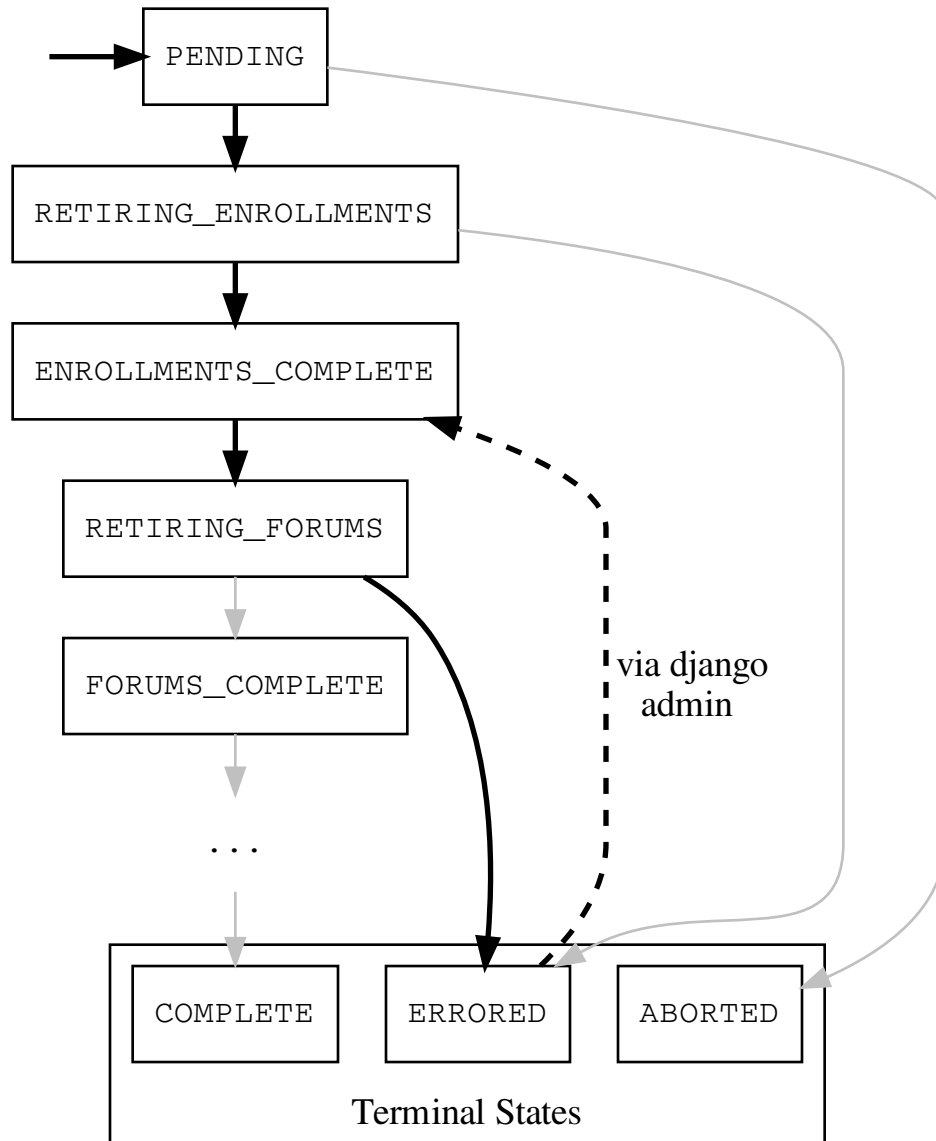 PENDING
RETIRING_ENROLLMENTS
ENROLLMENTS_COMPLETE
RETIRING_FORUMS
FORUMS_COMPLETE
via django
admin
...
COMPLETE
ERRORED
ABORTED
Terminal States